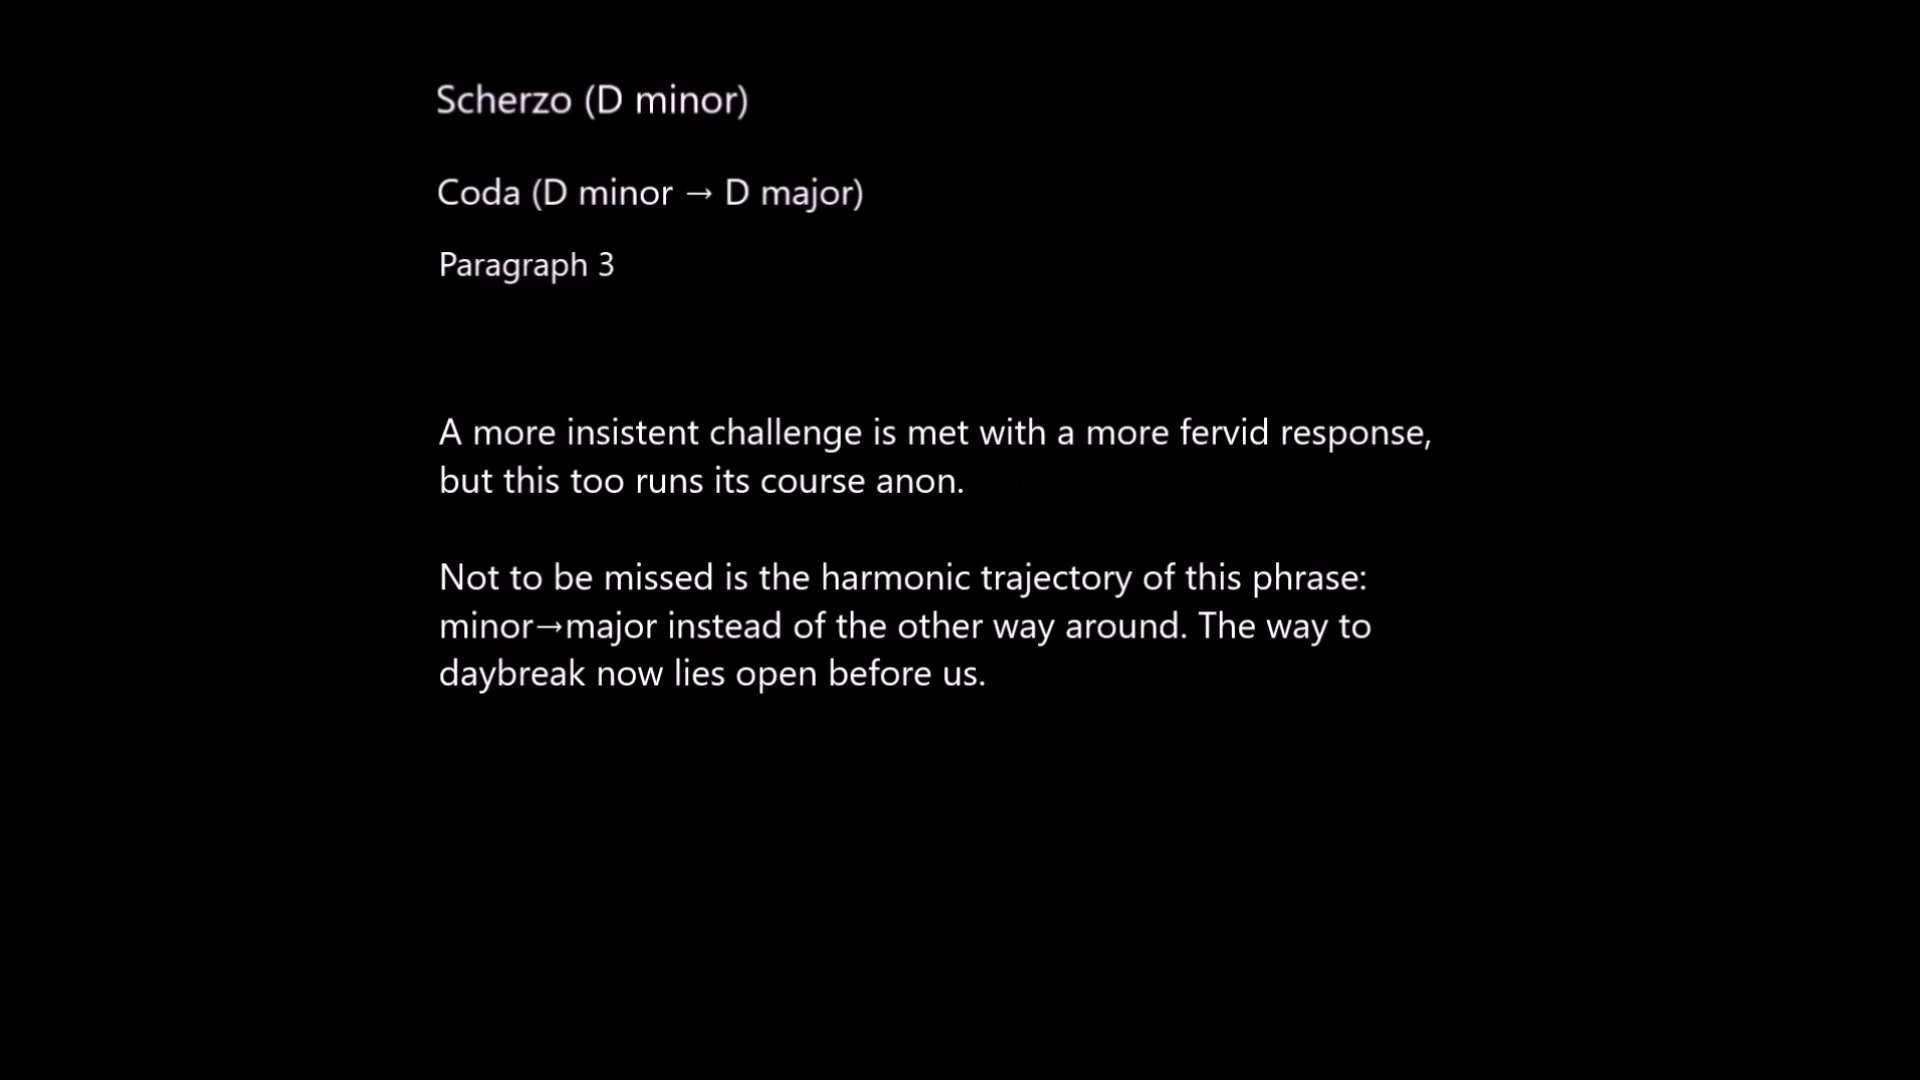 Scherzo (D minor)
Coda (D minor → D major)
Paragraph 3
A more insistent challenge is met with a more fervid response,
but this too runs its course anon.
Not to be missed is the harmonic trajectory of this phrase:
minor→major instead of the other way around. The way to
daybreak now lies open before us.